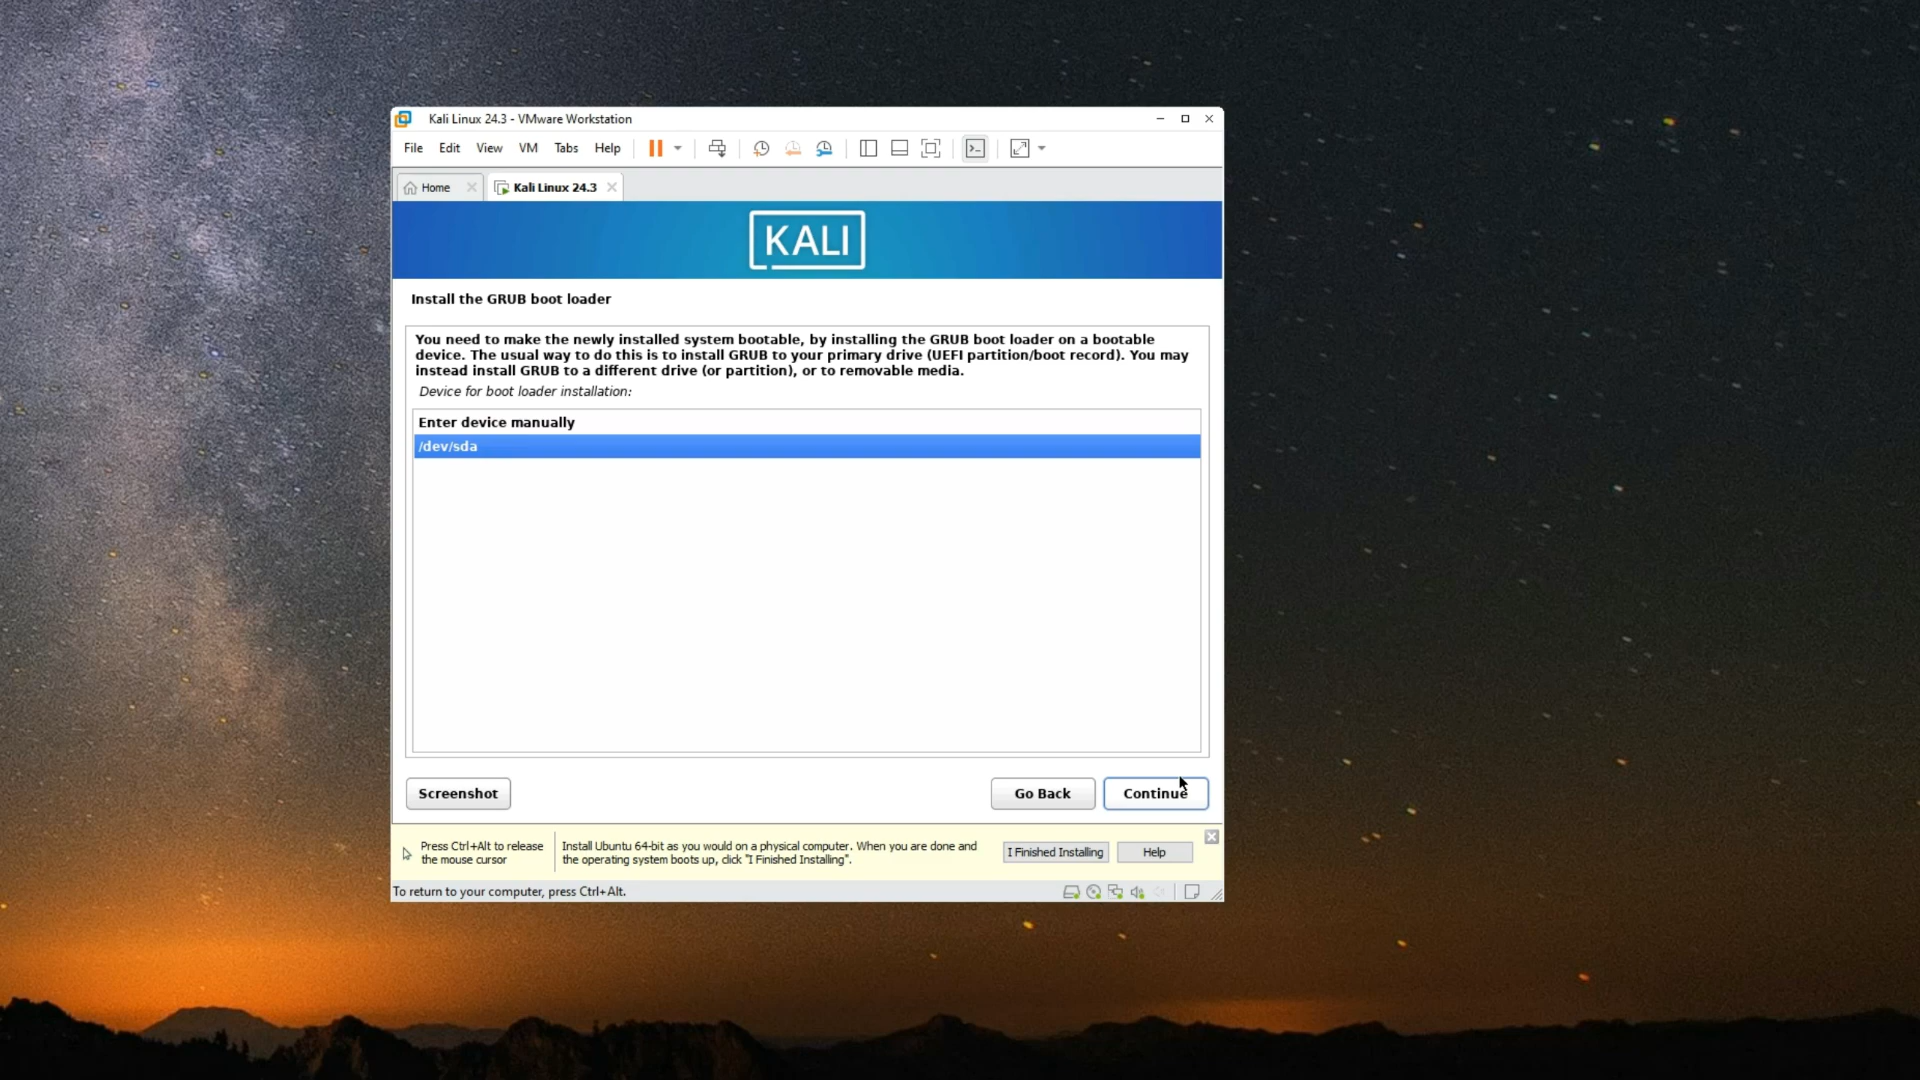 Kali Linux 24.3 - VMware Workstation
File Edit View VM Tabs Help
Home Kali Linux 24.3
KALI
Install the GRUB boot loader
You need to make the newly installed system bootable, by installing the GRUB boot loader on a bootable
device. The usual way to do this is to install GRUB to your primary drive (UEFI partition/boot record). You may
instead install GRUB to a different drive (or partition), or to removable media.
Device for boot loader installation:
Enter device manually
/dev/sda
Screenshot Go Back Continue
Press Ctrl+Alt to release
the mouse cursor
Install Ubuntu 64-bit as you would on a physical computer. When you are done and
the operating system boots up, click "I Finished Installing".
I Finished Installing Help
To return to your computer, press Ctrl+Alt.